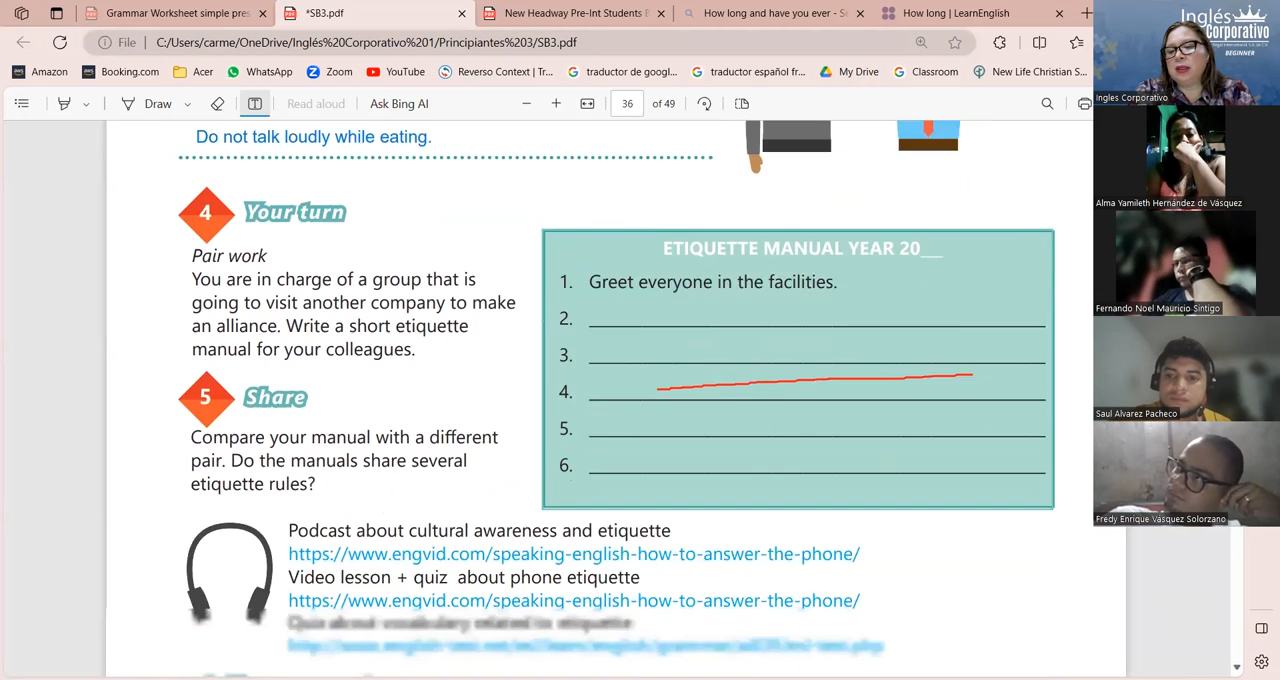 Grammar Worksheet simple pres
*SB3.pdf
New Headway Pre-Int Students B
How long and have you ever - Se
How long | LearnEnglish
File
C:/Users/carme/OneDrive/Inglés%20Corporativo%201/Principiantes%203/SB3.pdf
Amazon
Booking.com
Acer
WhatsApp
Zoom
YouTube
Reverso Context | Tr...
traductor de googl...
traductor español fr...
My Drive
Classroom
New Life Christian S...
Draw
Read aloud
Ask Bing AI
36 of 49
Do not talk loudly while eating.
4 Your turn
Pair work
You are in charge of a group that is
going to visit another company to make
an alliance. Write a short etiquette
manual for your colleagues.
5 Share
Compare your manual with a different
pair. Do the manuals share several
etiquette rules?
ETIQUETTE MANUAL YEAR 20__
1. Greet everyone in the facilities.
2.
3.
4.
5.
6.
Podcast about cultural awareness and etiquette
https://www.engvid.com/speaking-english-how-to-answer-the-phone/
Video lesson + quiz about phone etiquette
https://www.engvid.com/speaking-english-how-to-answer-the-phone/
Quiz about vocabulary related to etiquette
Inglés
Corporativo
BEGINNER
Ingles Corporativo
Alma Yamileth Hernández de Vásquez
Fernando Noel Mauricio Sintigo
Saul Alvarez Pacheco
Fredy Enrique Vásquez Solorzano